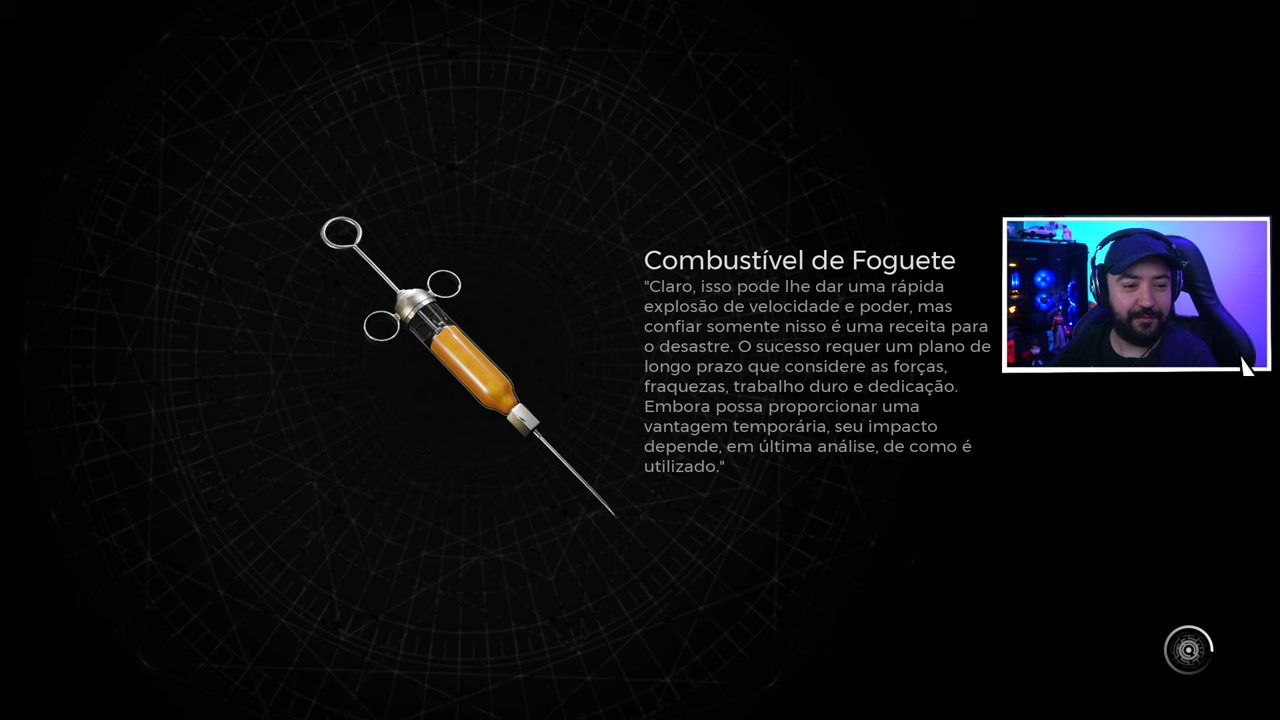 Combustível de Foguete
"Claro, isso pode lhe dar uma rápida
explosão de velocidade e poder, mas
confiar somente nisso é uma receita para
o desastre. O sucesso requer um plano de
longo prazo que considere as forças,
fraquezas, trabalho duro e dedicação.
Embora possa proporcionar uma
vantagem temporária, seu impacto
depende, em última análise, de como é
utilizado."